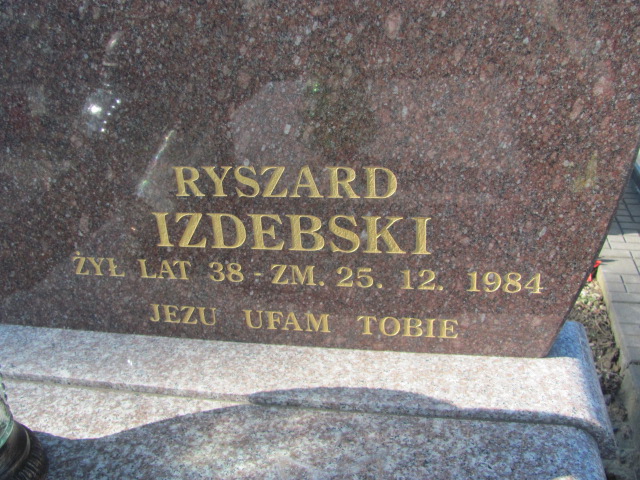 RYSZARD
IZDEBSKI
ŻYŁ LAT 38 - ZM. 25. 12. 1984
JEZU UFAM TOBIE